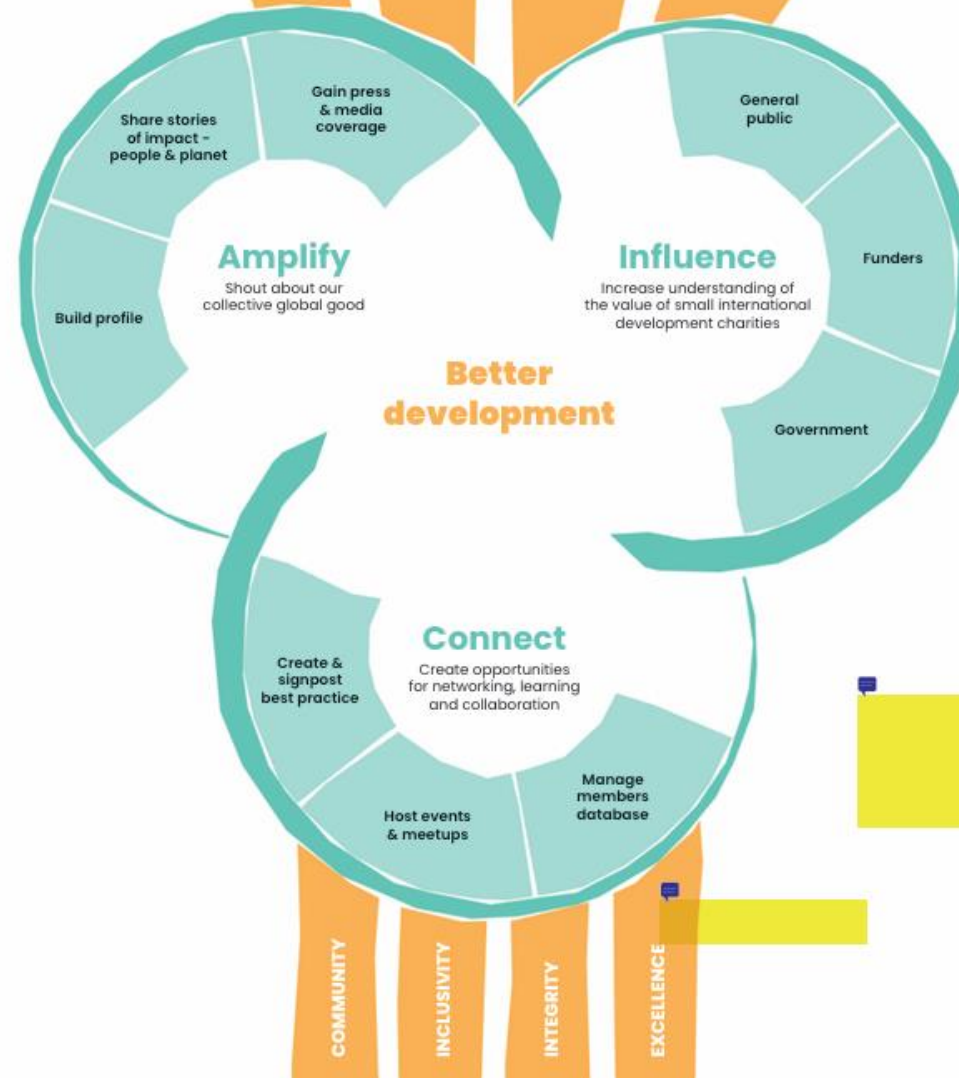 Gain press
& media
coverage
Share stories
of impact -
people & planet
Build profile
Amplify
Shout about our
collective global good
General
public
Funders
Government
Influence
Increase understanding of
the value of small international
development charities
Better
development
Connect
Create opportunities
for networking, learning
and collaboration
Create &
signpost
best practice
Host events
& meetups
Manage
members
database
COMMUNITY
INCLUSIVITY
INTEGRITY
EXCELLENCE